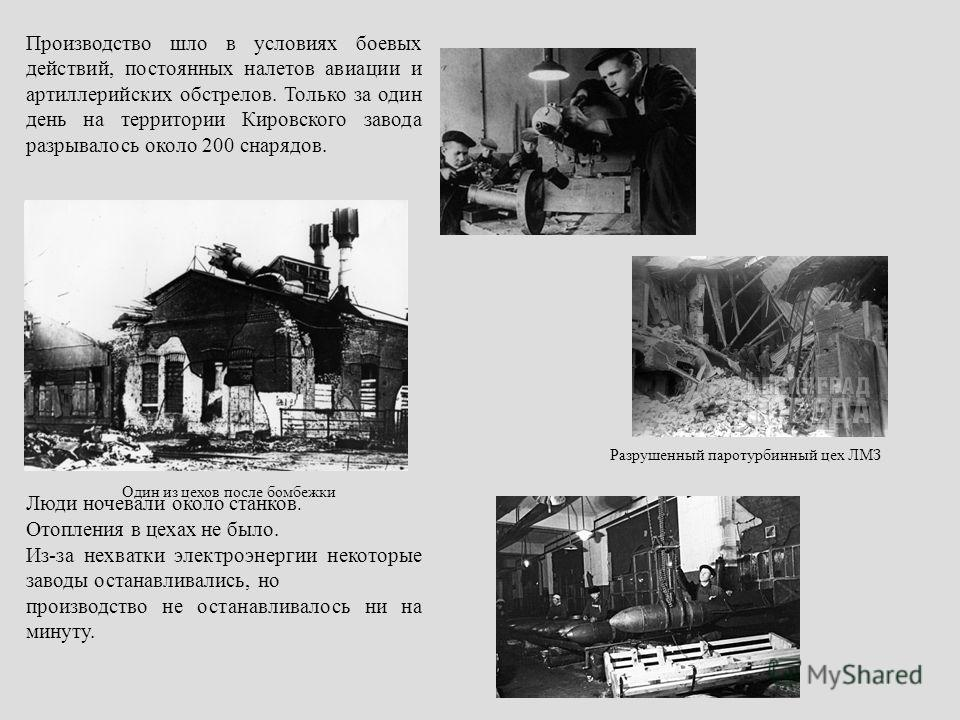 Производство шло в условиях боевых
действий, постоянных налетов авиации и
артиллерийских обстрелов. Только за один
день на территории Кировского завода
разрывалось около 200 снарядов.
Разрушенный паротурбинный цех ЛМЗ
Один из цехов после бомбежки
Люди ночевали около станков.
Отопления в цехах не было.
Из-за нехватки электроэнергии некоторые
заводы останавливались, но
производство не останавливалось ни на
минуту.
ЛЕНИНГРАД
ПОБЕДА
MyShared